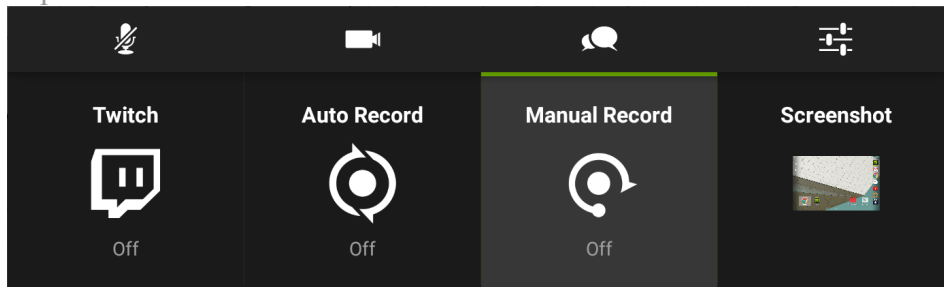 Twitch
Auto Record
Manual Record
Screenshot
Off
Off
Off